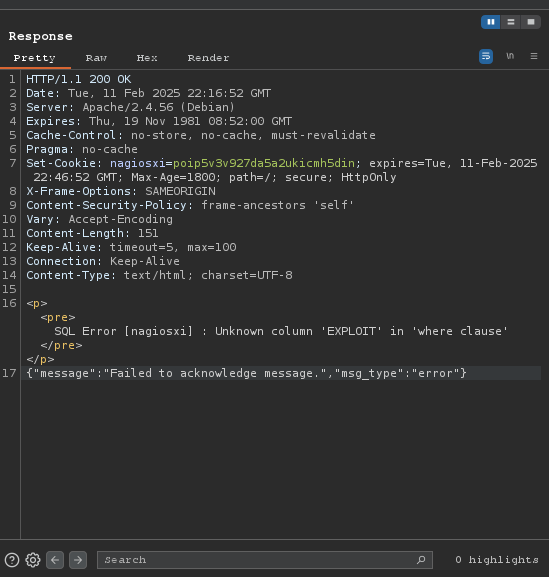 Response
Pretty Raw Hex Render
1 HTTP/1.1 200 OK
2 Date: Tue, 11 Feb 2025 22:16:52 GMT
3 Server: Apache/2.4.56 (Debian)
4 Expires: Thu, 19 Nov 1981 08:52:00 GMT
5 Cache-Control: no-store, no-cache, must-revalidate
6 Pragma: no-cache
7 Set-Cookie: nagiosxi=poip5v3v927da5a2ukicmh5din; expires=Tue, 11-Feb-2025
22:46:52 GMT; Max-Age=1800; path=/; secure; HttpOnly
8 X-Frame-Options: SAMEORIGIN
9 Content-Security-Policy: frame-ancestors 'self'
10 Vary: Accept-Encoding
11 Content-Length: 151
12 Keep-Alive: timeout=5, max=100
13 Connection: Keep-Alive
14 Content-Type: text/html; charset=UTF-8
15
16 <p>
<pre>
SQL Error [nagiosxi] : Unknown column 'EXPLOIT' in 'where clause'
</pre>
</p>
17 {"message":"Failed to acknowledge message.","msg_type":"error"}
Search 0 highlights